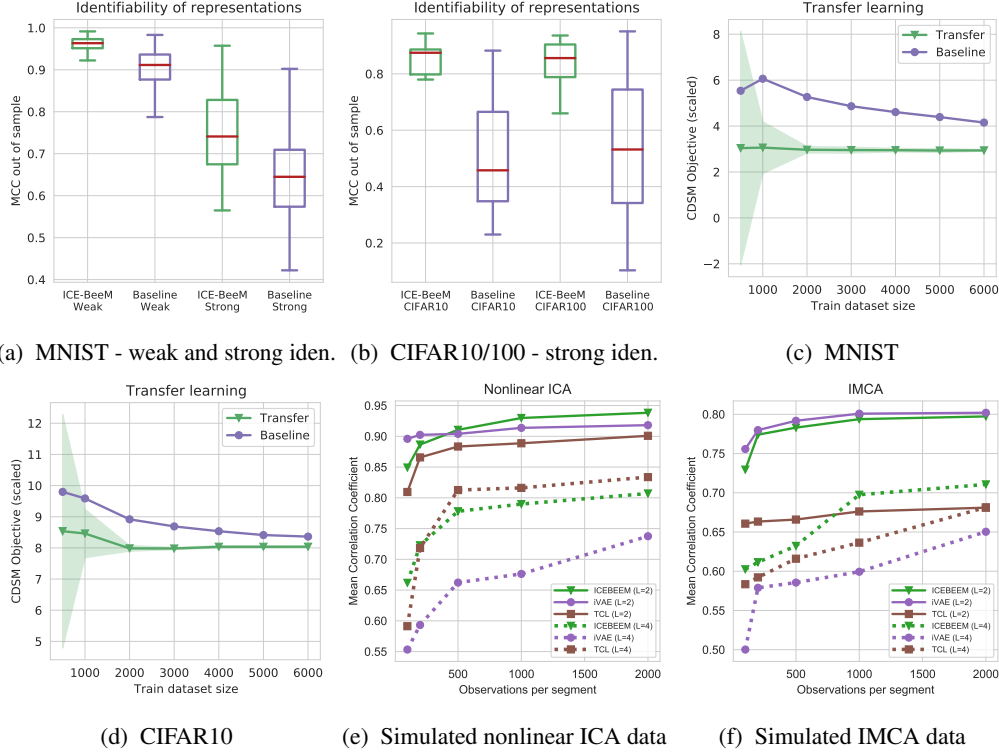 Identifiability of representations
MCC out of sample
1.0
0.9
0.8
0.7
0.6
0.5
0.4
ICE-BeeM
Weak
Baseline
Weak
ICE-BeeM
Strong
Baseline
Strong
a) MNIST - weak and strong iden.
Identifiability of representations
MCC out of sample
0.8
0.6
0.4
0.2
ICE-BeeM
CIFAR10
Baseline
CIFAR10
ICE-BeeM
CIFAR100
Baseline
CIFAR100
(b) CIFAR10/100 - strong iden.
Transfer learning
Transfer
Baseline
CDSM Objective (scaled)
8
6
4
2
0
−2
1000 2000 3000 4000 5000 6000
Train dataset size
(c) MNIST
Transfer learning
Transfer
Baseline
CDSM Objective (scaled)
12
11
10
9
8
7
6
5
1000 2000 3000 4000 5000 6000
Train dataset size
(d) CIFAR10
Nonlinear ICA
Mean Correlation Coefficient
0.95
0.90
0.85
0.80
0.75
0.70
0.65
0.60
0.55
ICEBEEM (L=2)
iVAE (L=2)
TCL (L=2)
ICEBEEM (L=4)
iVAE (L=4)
TCL (L=4)
500 1000 1500 2000
Observations per segment
(e) Simulated nonlinear ICA data
IMCA
Mean Correlation Coefficient
0.80
0.75
0.70
0.65
0.60
0.55
0.50
ICEBEEM (L=2)
iVAE (L=2)
TCL (L=2)
ICEBEEM (L=4)
iVAE (L=4)
TCL (L=4)
500 1000 1500 2000
Observations per segment
(f) Simulated IMCA data